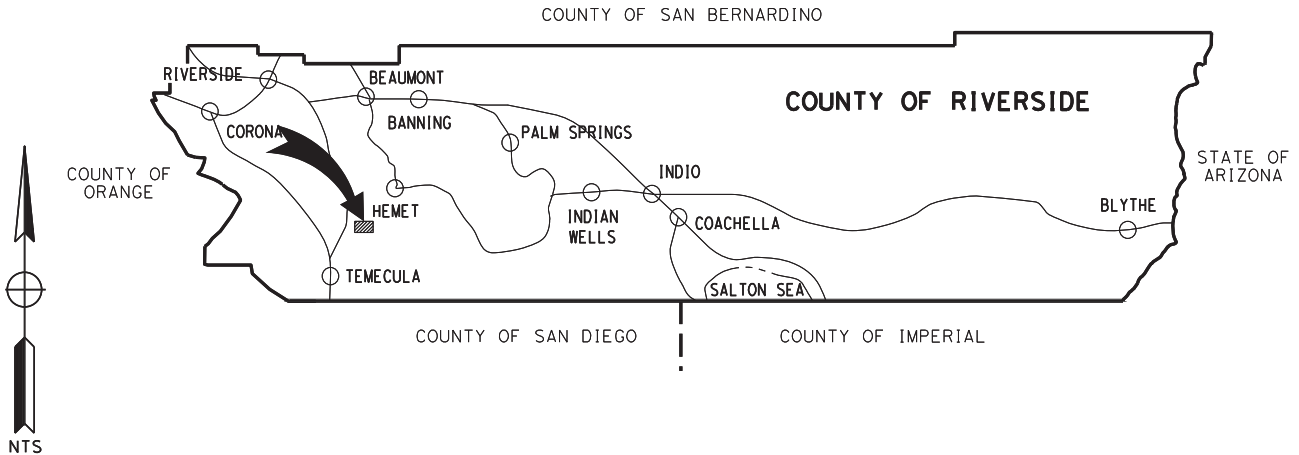 COUNTY OF SAN BERNARDINO
RIVERSIDE
BEAUMONT
COUNTY OF RIVERSIDE
BANNING
CORONA
PALM SPRINGS
STATE OF
ARIZONA
COUNTY OF
ORANGE
INDIO
HEMET
INDIAN
WELLS
COACHELLA
BLYTHE
TEMECULA
SALTON SEA
COUNTY OF SAN DIEGO
COUNTY OF IMPERIAL
NTS